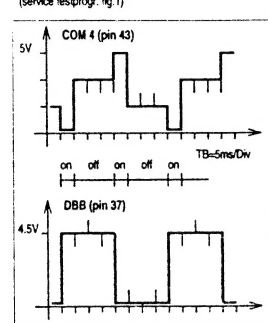 (service testprogr. fig.1)
COM 4 (pin 43)
5V
TB=5ms/Div
on off on off on
DBB (pin 37)
4.5V